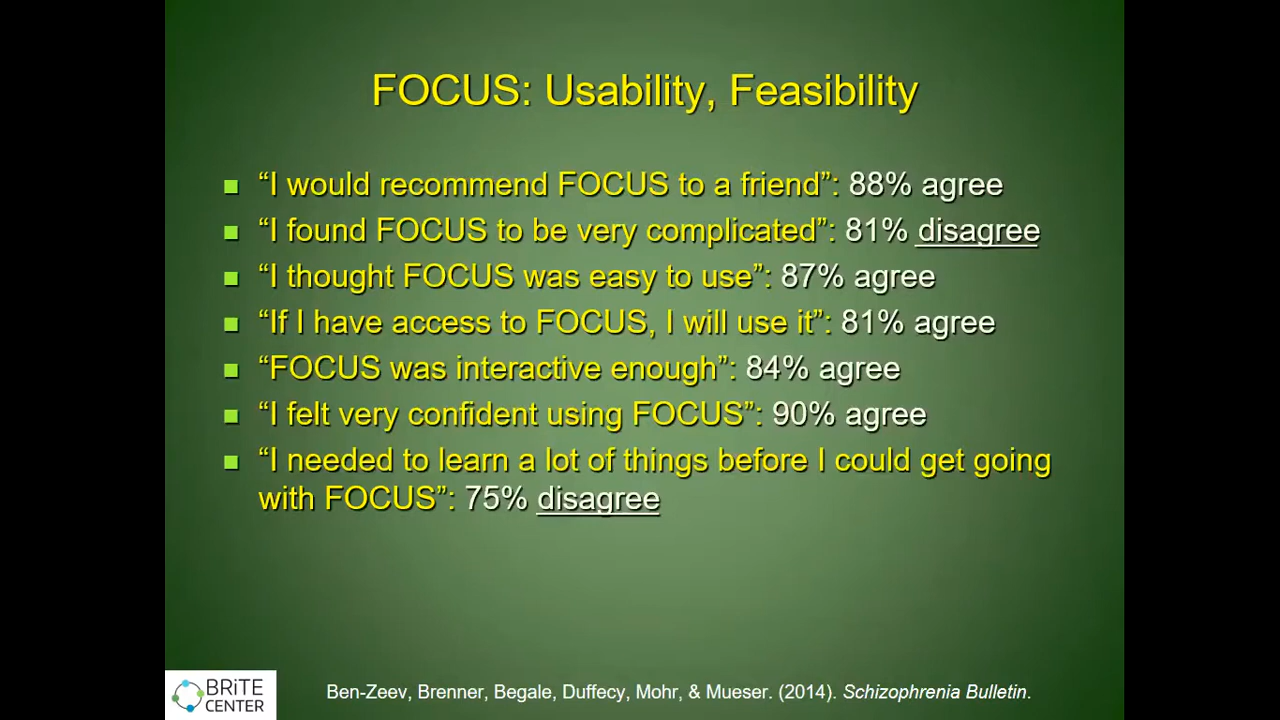 FOCUS: Usability, Feasibility
“I would recommend FOCUS to a friend”: 88% agree
“I found FOCUS to be very complicated”: 81% disagree
“I thought FOCUS was easy to use”: 87% agree
“If I have access to FOCUS, I will use it”: 81% agree
“FOCUS was interactive enough”: 84% agree
“I felt very confident using FOCUS”: 90% agree
“I needed to learn a lot of things before I could get going
with FOCUS”: 75% disagree
BRiTE
CENTER
Ben-Zeev, Brenner, Begale, Duffecy, Mohr, & Mueser. (2014). Schizophrenia Bulletin.